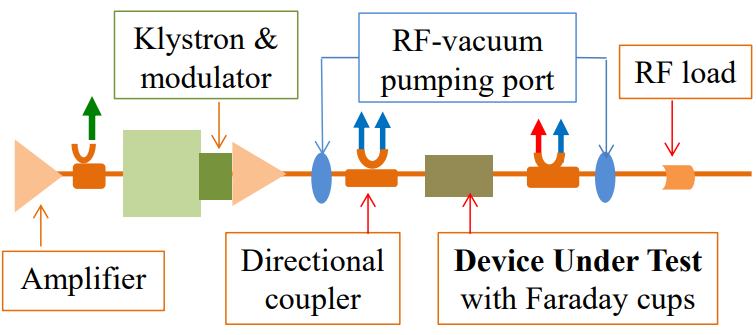 Klystron &
modulator
RF-vacuum
pumping port
RF load
Amplifier
Directional
coupler
Device Under Test
with Faraday cups